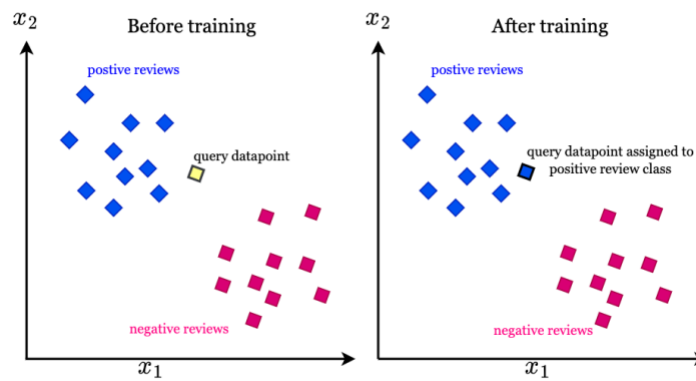 Before training
x2
postive reviews
query datapoint
negative reviews
x1
After training
x2
postive reviews
query datapoint assigned to
positive review class
negative reviews
x1